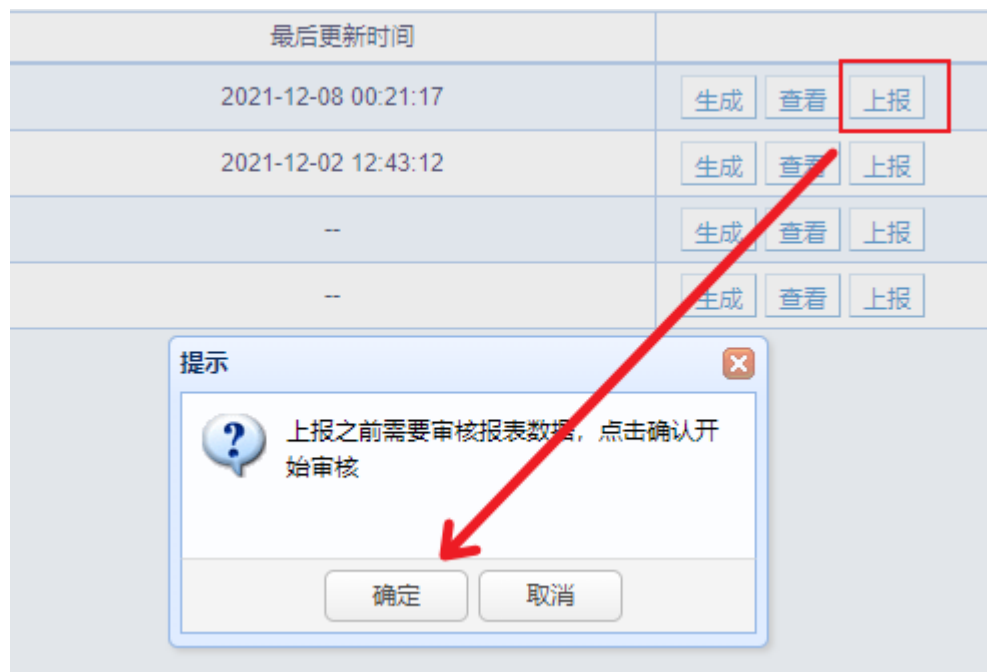 最后更新时间
2021-12-08 00:21:17 生成 查看 上报
2021-12-02 12:43:12 生成 查看 上报
-- 生成 查看 上报
-- 生成 查看 上报
提示
上报之前需要审核报表数据，点击确认开
始审核
确定 取消